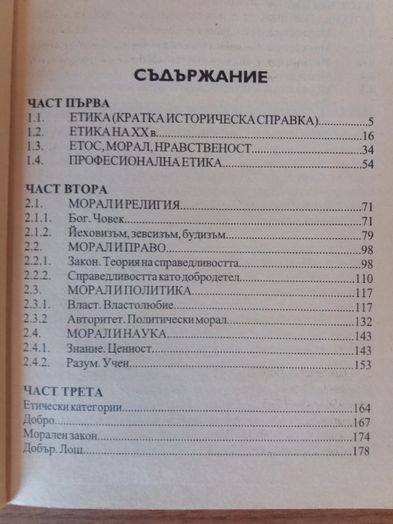 СЪДЪРЖАНИЕ
ЧАСТ ПЪРВА
1.1. ЕТИКА (КРАТКА ИСТОРИЧЕСКА СПРАВКА) 5
1.2. ЕТИКА НА XX в. 16
1.3. ЕТОС, МОРАЛ, НРАВСТВЕНОСТ 34
1.4. ПРОФЕСИОНАЛНА ЕТИКА 54
ЧАСТ ВТОРА
2.1. МОРАЛ И РЕЛИГИЯ 71
2.1.1. Бог. Човек 71
2.1.2. Йеховизъм, зевсизъм, будизъм 79
2.2. МОРАЛ И ПРАВО 98
2.2.1. Закон. Теория на справедливостта 98
2.2.2. Справедливостта като добродетел 110
2.3. МОРАЛ И ПОЛИТИКА 117
2.3.1. Власт. Властолюбие 117
2.3.2 Авторитет. Политически морал 132
2.4. МОРАЛ И НАУКА 143
2.4.1. Знание. Ценност 143
2.4.2. Разум. Учен 153
ЧАСТ ТРЕТА
Етически категории 164
Добро 167
Морален закон 174
Добър. Лош 178